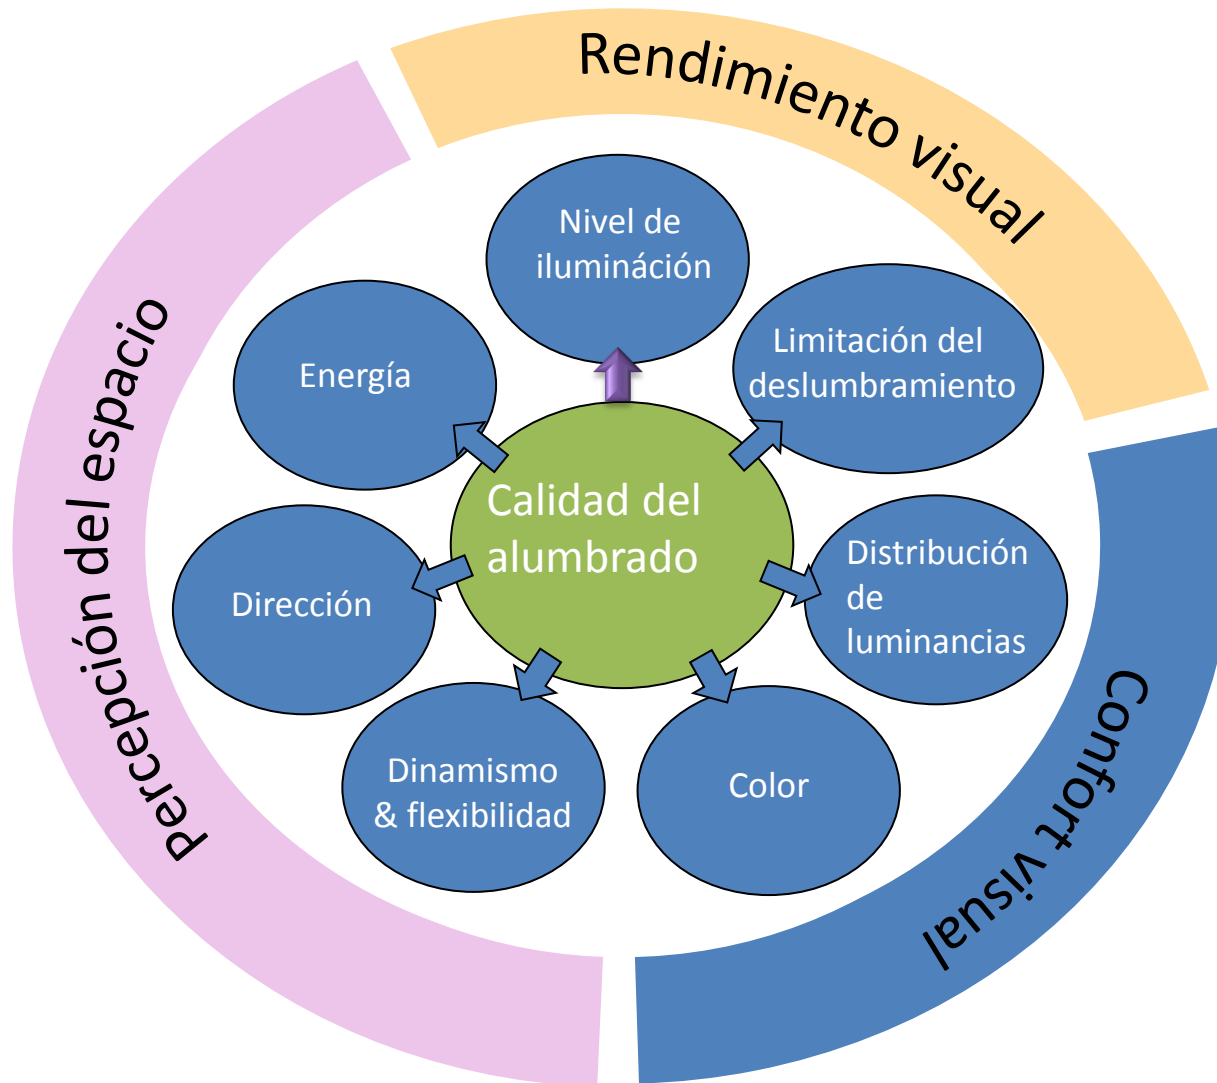 Rendimiento visual
Nivel de
ilumináción
Limitación del
deslumbramiento
Energía
Percepción del espacio
Calidad del
alumbrado
Distribución
de
luminancias
Dirección
Confort visual
Dinamismo
& flexibilidad
Color